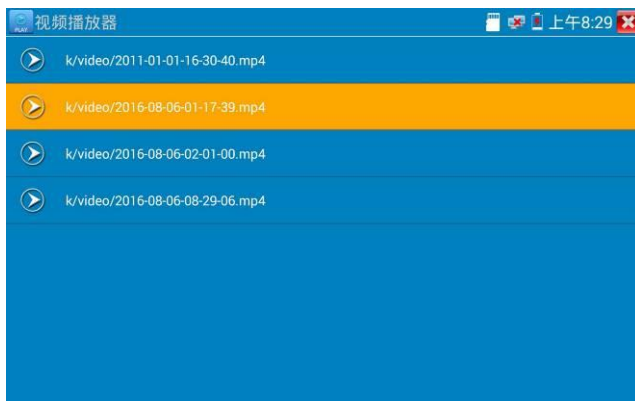 PLAY
视频播放器
上午8:29
k/video/2011-01-01-16-30-40.mp4
k/video/2016-08-06-01-17-39.mp4
k/video/2016-08-06-02-01-00.mp4
k/video/2016-08-06-08-29-06.mp4